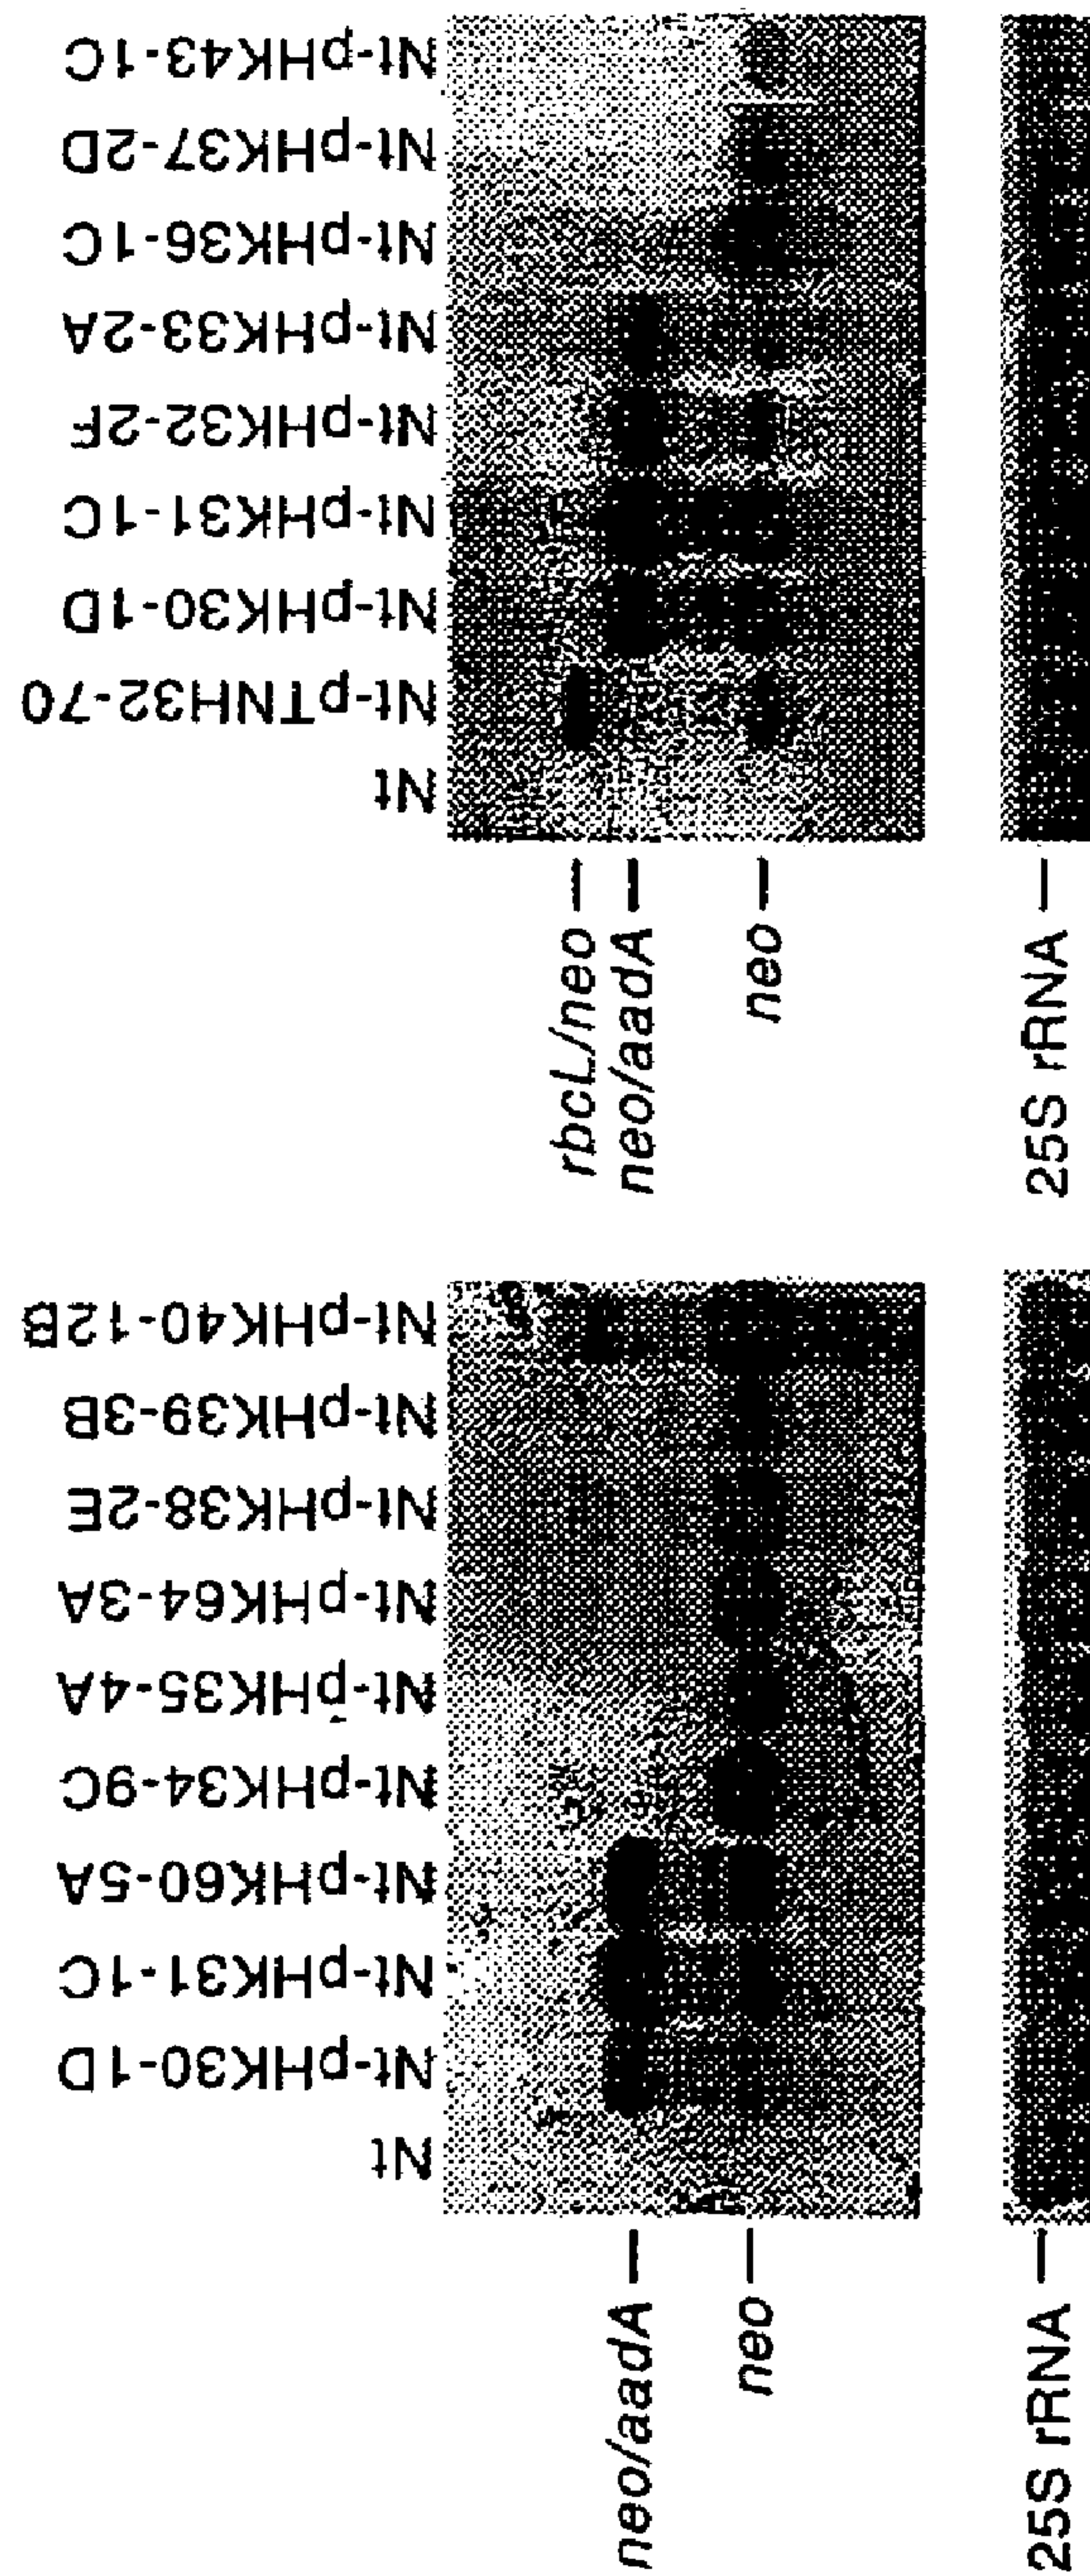 Nt-pHK43-1C
Nt-pHK37-2D
Nt-pHK36-1C
Nt-pHK33-2A
Nt-pHK32-2F
Nt-pHK31-1C
Nt-pHK30-1D
Nt-pTNH32-70
Nt
rbcL/neo
neo/aadA
neo
25S rRNA
Nt-pHK40-12B
Nt-pHK39-3B
Nt-pHK38-2E
Nt-pHK64-3A
Nt-pHK35-4A
Nt-pHK34-9C
Nt-pHK60-5A
Nt-pHK31-1C
Nt-pHK30-1D
Nt
neo/aadA
neo
25S rRNA